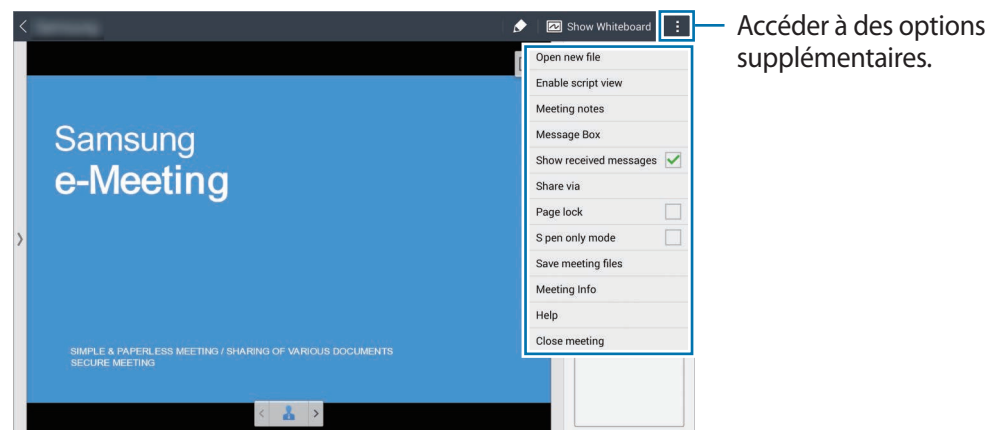 Show Whiteboard
Accéder à des options
supplémentaires.
Open new file
Enable script view
Meeting notes
Message Box
Show received messages
Share via
Page lock
S pen only mode
Save meeting files
Meeting Info
Help
Close meeting
Samsung
e-Meeting
SIMPLE & PAPERLESS MEETING / SHARING OF VARIOUS DOCUMENTS
SECURE MEETING